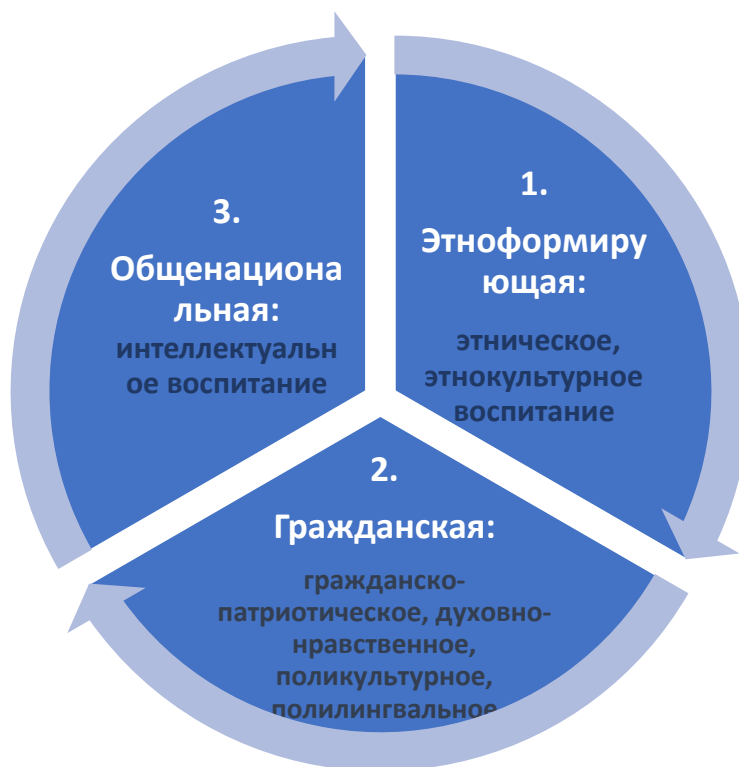 1.
Этноформиру
ющая:
этническое,
этнокультурное
воспитание
2.
Гражданская:
гражданско-
патриотическое, духовно-
нравственное,
поликультурное,
полилингвальное
3.
Общенациона
льная:
интеллектуальн
ое воспитание